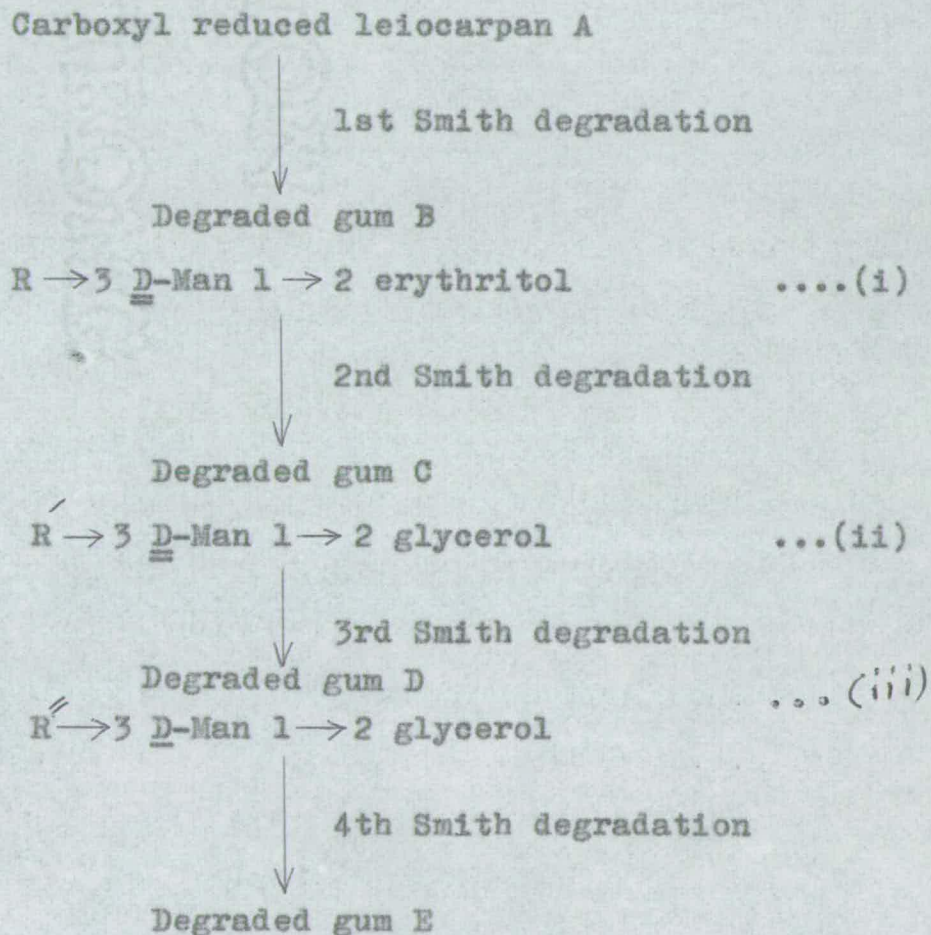 Carboxyl reduced leiocarpan A
1st Smith degradation
Degraded gum B
R → 3 D-Man 1 → 2 erythritol ....(i)
2nd Smith degradation
Degraded gum C
R′ → 3 D-Man 1 → 2 glycerol ...(ii)
3rd Smith degradation
Degraded gum D
...(iii)
R″ → 3 D-Man 1 → 2 glycerol
4th Smith degradation
Degraded gum E